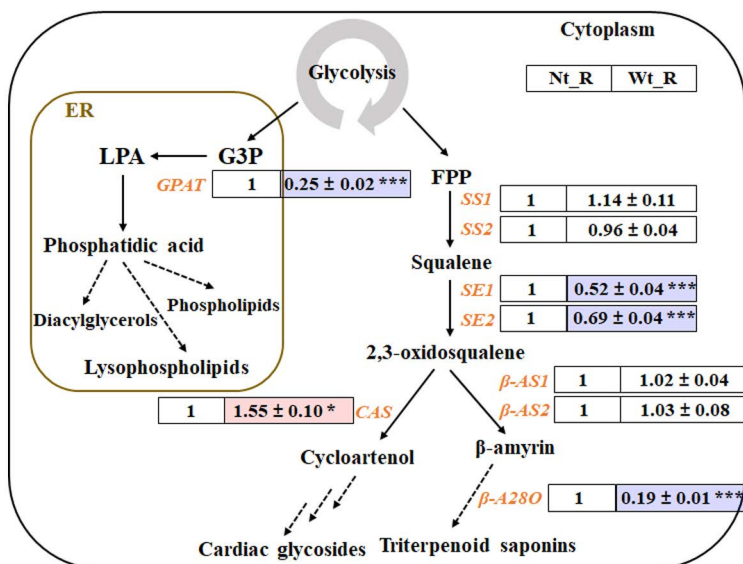 Cytoplasm
Glycolysis
Nt_R Wt_R
ER
LPA G3P
GPAT 1 0.25 ± 0.02 ***
FPP
SS1 1 1.14 ± 0.11
SS2 1 0.96 ± 0.04
Phosphatidic acid
Squalene
SE1 1 0.52 ± 0.04 ***
SE2 1 0.69 ± 0.04 ***
Phospholipids
Diacylglycerols
Lysophospholipids
2,3-oxidosqualene
β-AS1 1 1.02 ± 0.04
β-AS2 1 1.03 ± 0.08
1 1.55 ± 0.10 * CAS
Cycloartenol
β-amyrin
β-A28O 1 0.19 ± 0.01 ***
Cardiac glycosides
Triterpenoid saponins